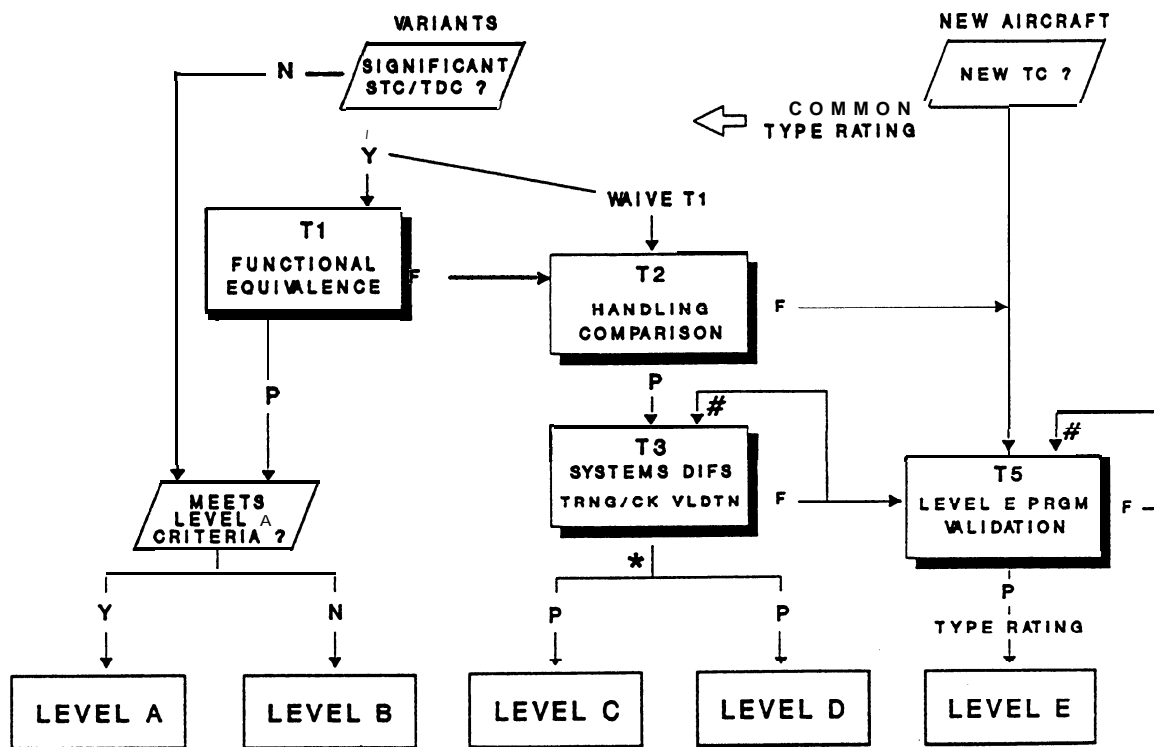 VARIANTS
SIGNIFICANT
STC/TDC ?
N
NEW AIRCRAFT
NEW TC ?
COMMON
TYPE RATING
Y
WAIVE T1
T1
FUNCTIONAL
EQUIVALENCE
F
T2
HANDLING
COMPARISON
F
P
P
#
T3
SYSTEMS DIFS
TRNG/CK VLDTN
F
#
T5
LEVEL E PRGM
VALIDATION
F
MEETS
LEVEL A
CRITERIA ?
*
Y
N
P
P
P
TYPE RATING
LEVEL A
LEVEL B
LEVEL C
LEVEL D
LEVEL E